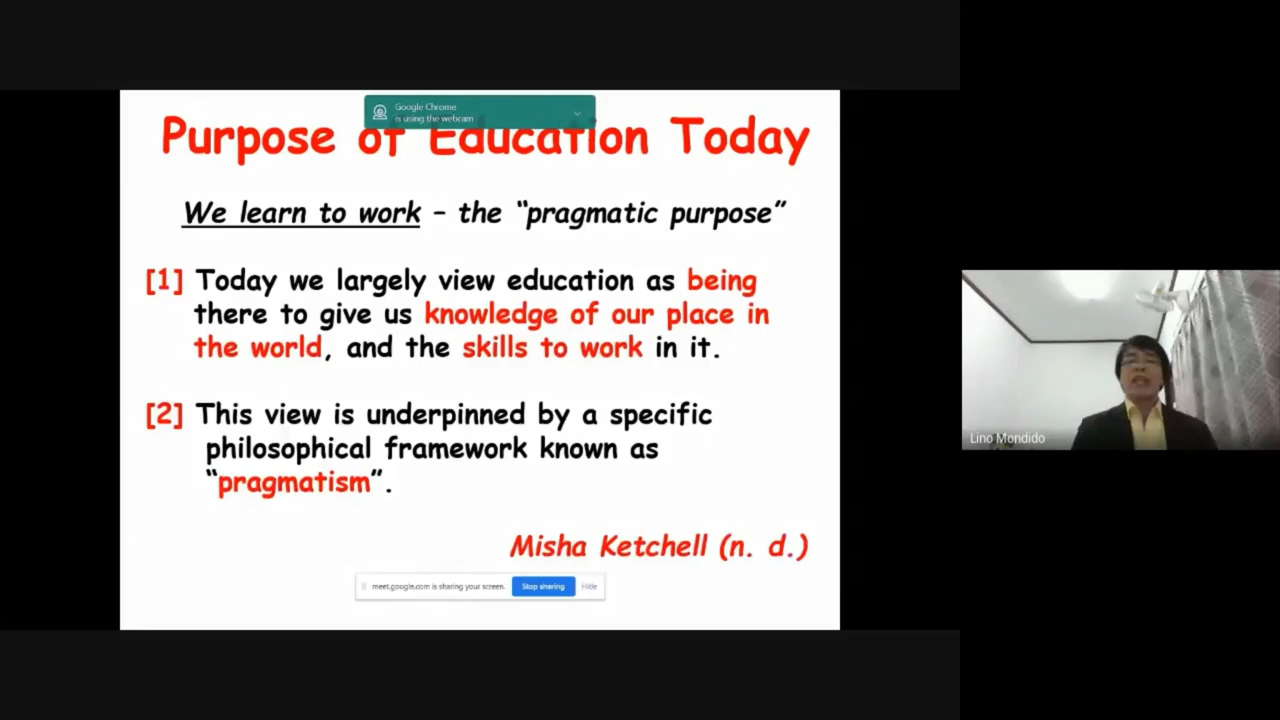 Google Chrome
is using the webcam
Purpose of Education Today
We learn to work – the “pragmatic purpose”
[1] Today we largely view education as being
there to give us knowledge of our place in
the world, and the skills to work in it.
[2] This view is underpinned by a specific
philosophical framework known as
“pragmatism”.
Misha Ketchell (n. d.)
meet.google.com is sharing your screen.
Stop sharing
Hide
Lino Mondido